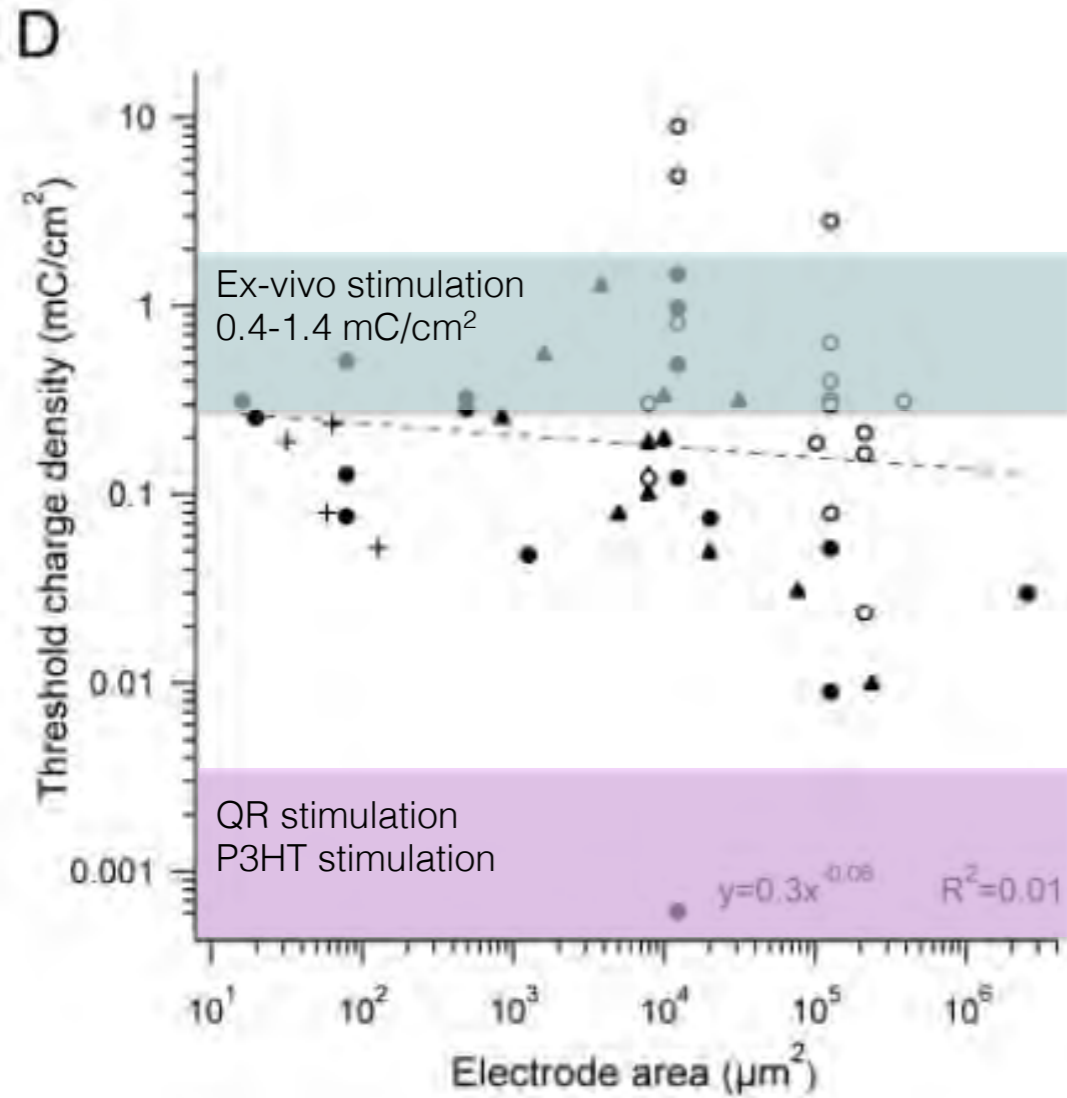 D
Threshold charge density (mC/cm²)
10
1
0.1
0.01
0.001
Ex-vivo stimulation
0.4-1.4 mC/cm²
QR stimulation
P3HT stimulation
y=0.3x⁻⁰·⁰⁶ R²=0.01
10¹ 10² 10³ 10⁴ 10⁵ 10⁶
Electrode area (μm²)